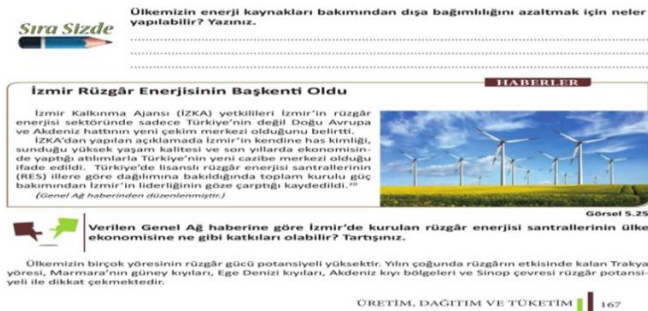 Ülkemizin enerji kaynakları bakımından dışa bağımlılığını azaltmak için neler
yapılabilir? Yazınız.
Sıra Sizde
HABERLER
İzmir Rüzgâr Enerjisinin Başkenti Oldu
İzmir Kalkınma Ajansı (İZKA) yetkilileri İzmir'in rüzgâr
enerjisi sektöründe sadece Türkiye'nin değil Doğu Avrupa
ve Akdeniz hattının yeni çekim merkezi olduğunu belirtti.
İZKA'dan yapılan açıklamada İzmir'in kendine has kimliği,
sunduğu yüksek yaşam kalitesi ve son yıllarda ekonomisin-
de yaptığı atılımlarla Türkiye'nin yeni cazibe merkezi olduğu
ifade edildi. Türkiye'de lisanslı rüzgâr enerjisi santrallerinin
(RES) illere göre dağılımına bakıldığında toplam kurulu güç
bakımından İzmir'in liderliğinin göze çarptığı kaydedildi.²⁰
(Genel Ağ haberinden düzenlenmiştir.)
Görsel 5.25
Verilen Genel Ağ haberine göre İzmir'de kurulan rüzgâr enerjisi santrallerinin ülke
ekonomisine ne gibi katkıları olabilir? Tartışınız.
Ülkemizin birçok yöresinin rüzgâr gücü potansiyeli yüksektir. Yılın çoğunda rüzgârın etkisinde kalan Trakya
yöresi, Marmara'nın güney kıyıları, Ege Denizi kıyıları, Akdeniz kıyı bölgeleri ve Sinop çevresi rüzgâr potansi-
yeli ile dikkat çekmektedir.
ÜRETİM, DAĞITIM VE TÜKETİM 167